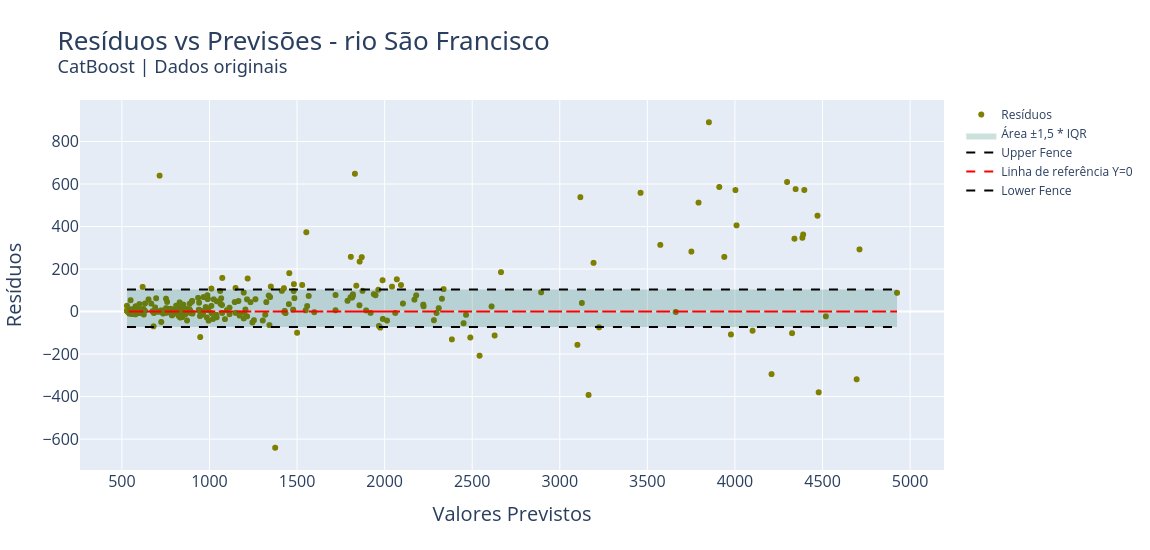 Resíduos vs Previsões - rio São Francisco
CatBoost | Dados originais
Resíduos
800
600
400
200
0
−200
−400
−600
500 1000 1500 2000 2500 3000 3500 4000 4500 5000
Valores Previstos
Resíduos
Área ±1,5 * IQR
Upper Fence
Linha de referência Y=0
Lower Fence